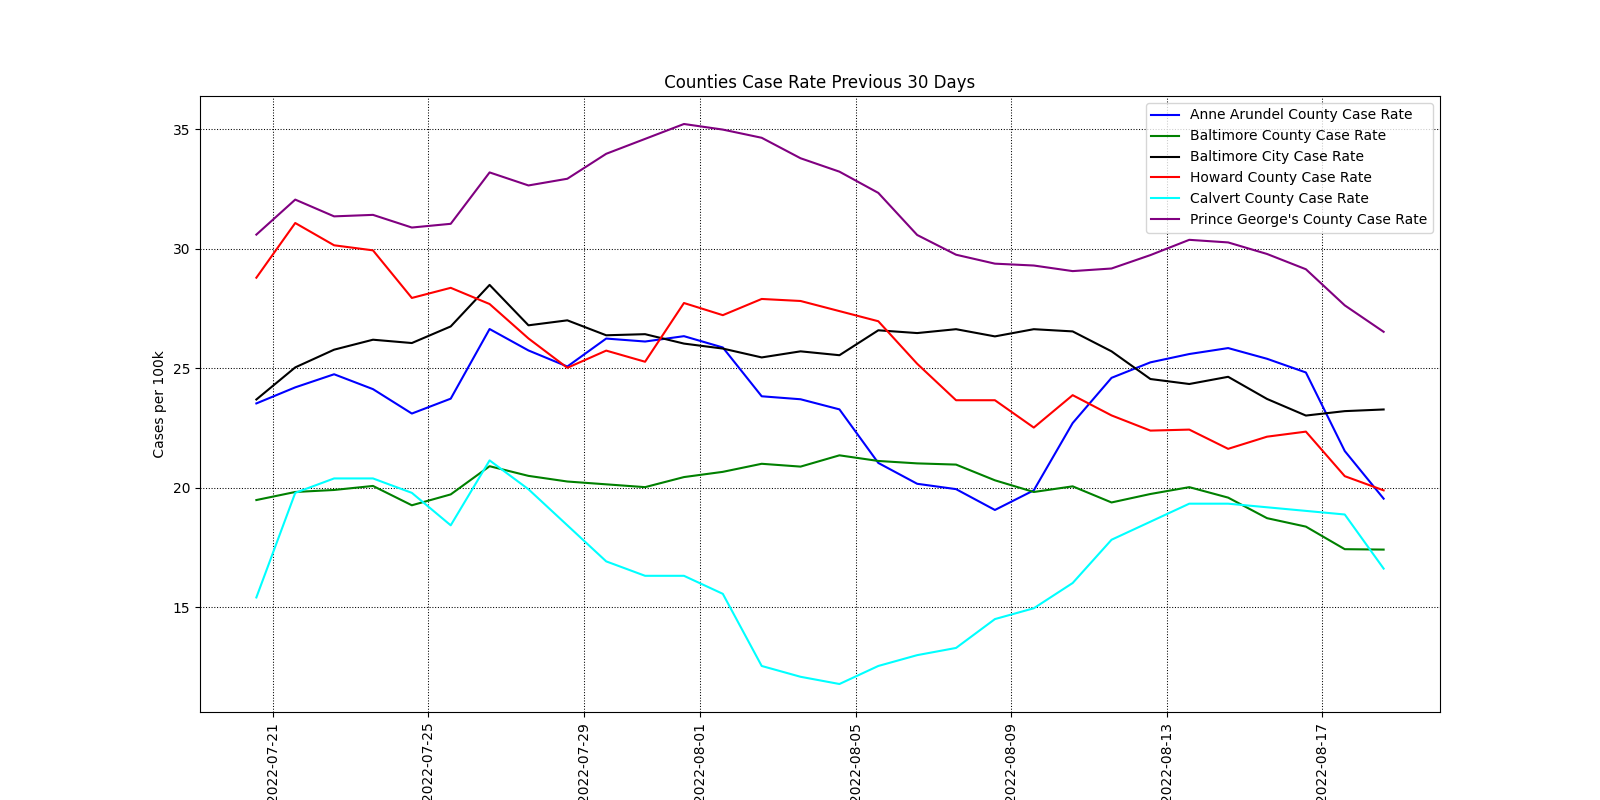 Counties Case Rate Previous 30 Days
Anne Arundel County Case Rate
Baltimore County Case Rate
Baltimore City Case Rate
Howard County Case Rate
Calvert County Case Rate
Prince George's County Case Rate
Cases per 100k
35
30
25
20
15
2022-07-21
2022-07-25
2022-07-29
2022-08-01
2022-08-05
2022-08-09
2022-08-13
2022-08-17